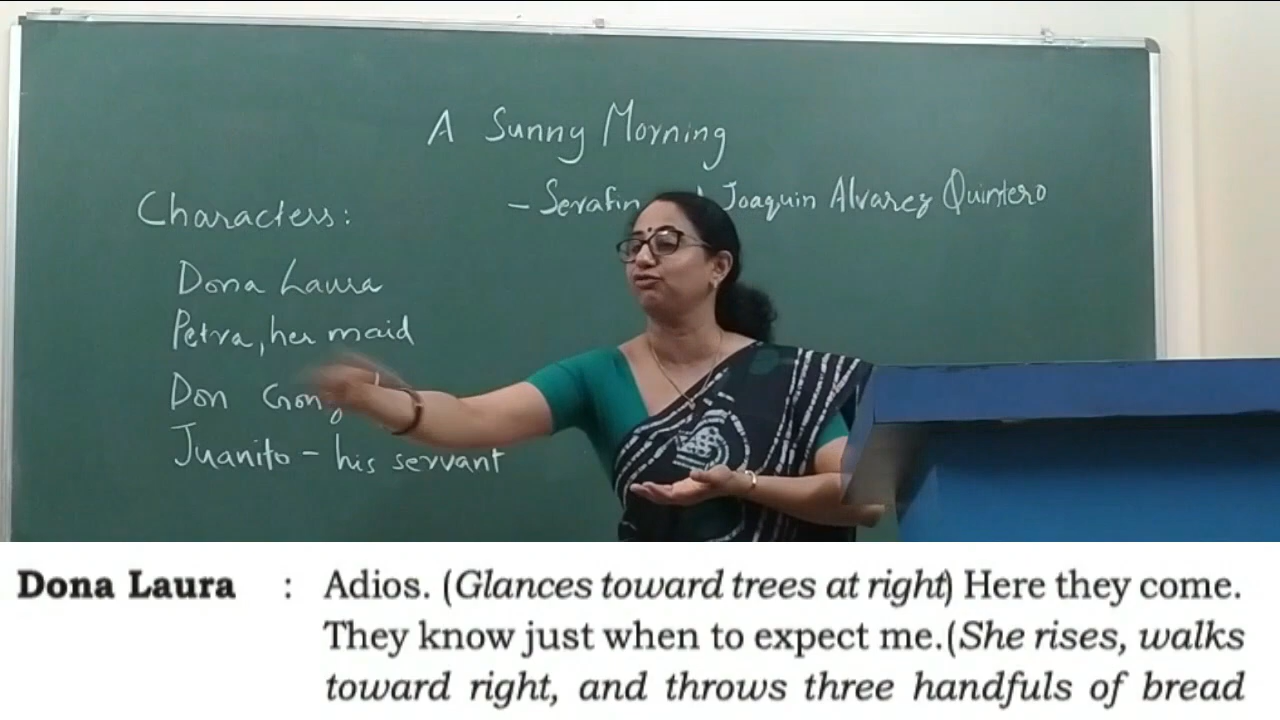 A Sunny Morning
- Serafin Joaquin Alvarez Quintero
Characters:
Dona Laura
Petra, her maid
Don
Juanito - his servant
Dona Laura : Adios. (Glances toward trees at right) Here they come.
They know just when to expect me.(She rises, walks
toward right, and throws three handfuls of bread